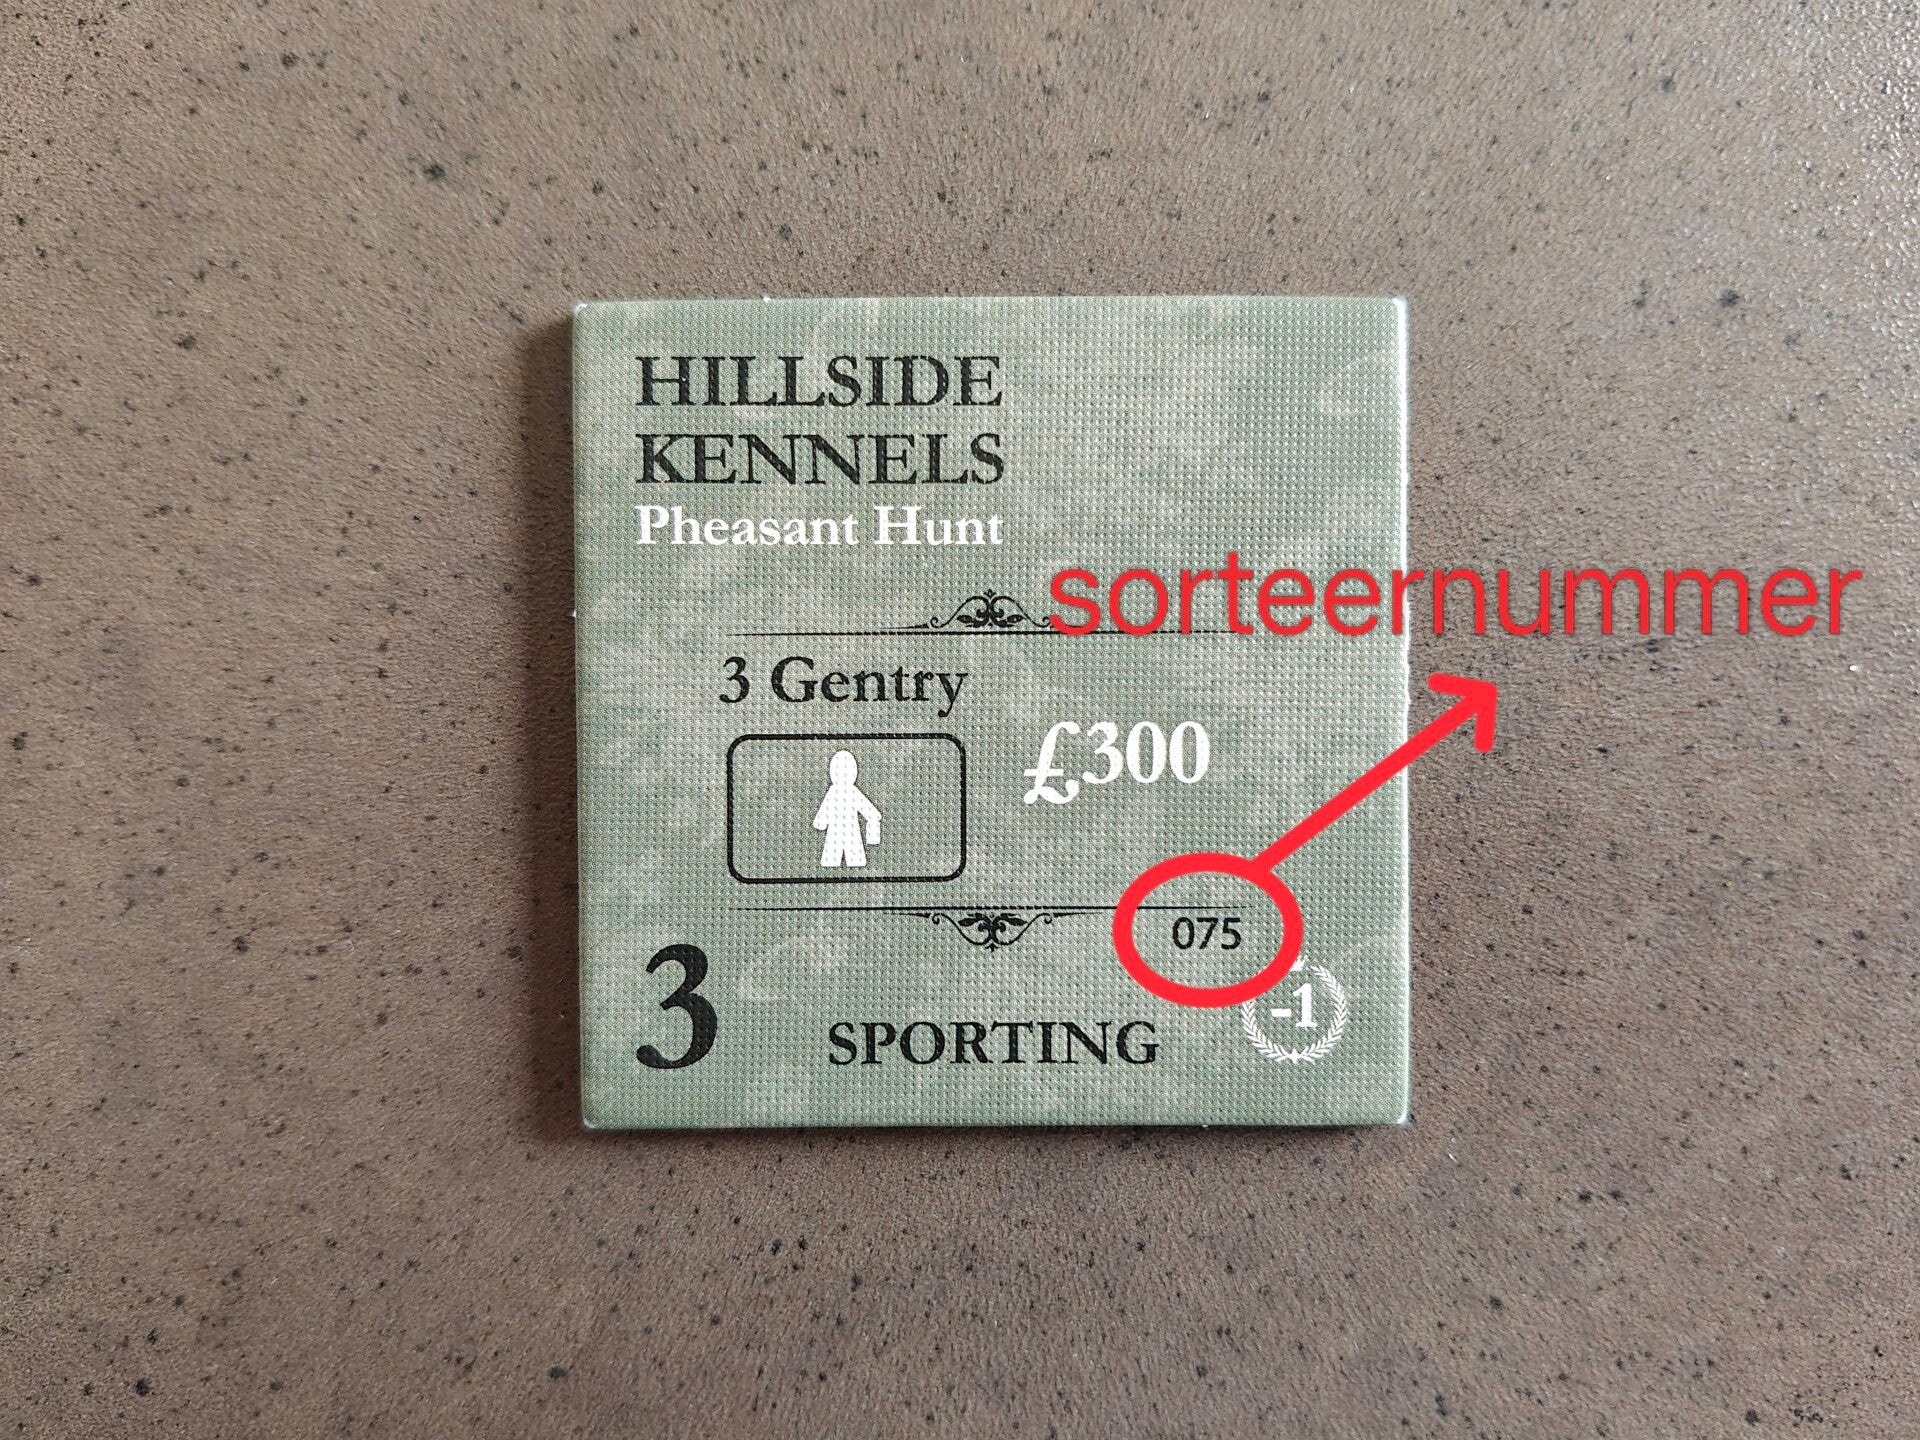 HILLSIDE
KENNELS
Pheasant Hunt
sorteernummer
3 Gentry
£300
075
3
SPORTING
-1